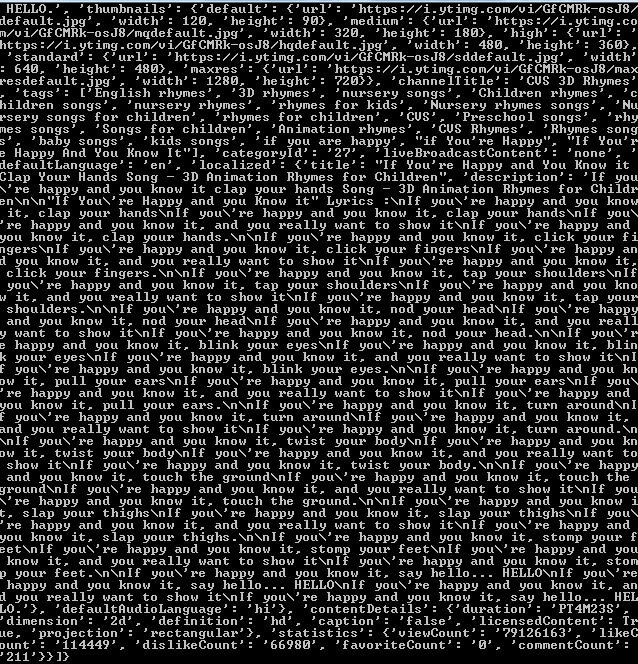 HELLO.', 'thumbnails': {'default': {'url': 'https://i.ytimg.com/vi/GfCMRk-osJ8/
default.jpg', 'width': 120, 'height': 90}, 'medium': {'url': 'https://i.ytimg.co
m/vi/GfCMRk-osJ8/mqdefault.jpg', 'width': 320, 'height': 180}, 'high': {'url': '
https://i.ytimg.com/vi/GfCMRk-osJ8/hqdefault.jpg', 'width': 480, 'height': 360},
 'standard': {'url': 'https://i.ytimg.com/vi/GfCMRk-osJ8/sddefault.jpg', 'width'
: 640, 'height': 480}, 'maxres': {'url': 'https://i.ytimg.com/vi/GfCMRk-osJ8/max
resdefault.jpg', 'width': 1280, 'height': 720}}, 'channelTitle': 'CVS 3D Rhymes'
, 'tags': ['English rhymes', '3D rhymes', 'nursery songs', 'Children rhymes', 'c
hildren songs', 'nursery rhymes', 'rhymes for kids', 'Nursery rhymes songs', 'Nu
rsery songs for children', 'rhymes for children', 'CVS', 'Preschool songs', 'rhy
mes songs', 'Songs for children', 'Animation rhymes', 'CVS Rhymes', 'Rhymes song
s', 'baby songs', 'kids songs', 'if you are happy', "if You're Happy", "If You'r
e Happy And You Know It"], 'categoryId': '27', 'liveBroadcastContent': 'none', '
defaultLanguage': 'en', 'localized': {'title': "If You're Happy and You Know it
Clap Your Hands Song - 3D Animation Rhymes for Children", 'description': 'If you
\'re happy and you know it clap your hands Song - 3D Animation Rhymes for Childr
en\n\n\n"If You\'re Happy and you Know it" Lyrics :\nIf you\'re happy and you know
 it, clap your hands\nIf you\'re happy and you know it, clap your hands\nIf you\
're happy and you know it, and you really want to show it\nIf you\'re happy and
you know it, clap your hands.\n\nIf you\'re happy and you know it, click your fi
ngers\nIf you\'re happy and you know it, click your fingers\nIf you\'re happy an
d you know it, and you really want to show it\nIf you\'re happy and you know it,
 click your fingers.\n\nIf you\'re happy and you know it, tap your shoulders\nIf
 you\'re happy and you know it, tap your shoulders\nIf you\'re happy and you kno
w it, and you really want to show it\nIf you\'re happy and you know it, tap your
 shoulders.\n\nIf you\'re happy and you know it, nod your head\nIf you\'re happy
 and you know it, nod your head\nIf you\'re happy and you know it, and you reall
y want to show it\nIf you\'re happy and you know it, nod your head.\n\nIf you\'r
e happy and you know it, blink your eyes\nIf you\'re happy and you know it, blin
k your eyes\nIf you\'re happy and you know it, and you really want to show it\nI
f you\'re happy and you know it, blink your eyes.\n\nIf you\'re happy and you kn
ow it, pull your ears\nIf you\'re happy and you know it, pull your ears\nIf you\
're happy and you know it, and you really want to show it\nIf you\'re happy and
you know it, pull your ears.\n\nIf you\'re happy and you know it, turn around\nI
f you\'re happy and you know it, turn around\nIf you\'re happy and you know it,
and you really want to show it\nIf you\'re happy and you know it, turn around.\n
\nIf you\'re happy and you know it, twist your body\nIf you\'re happy and you kn
ow it, twist your body\nIf you\'re happy and you know it, and you really want to
 show it\nIf you\'re happy and you know it, twist your body.\n\nIf you\'re happy
 and you know it, touch the ground\nIf you\'re happy and you know it, touch the
ground\nIf you\'re happy and you know it, and you really want to show it\nIf you
\'re happy and you know it, touch the ground.\n\nIf you\'re happy and you know i
t, slap your thighs\nIf you\'re happy and you know it, slap your thighs\nIf you\
're happy and you know it, and you really want to show it\nIf you\'re happy and
you know it, slap your thighs.\n\nIf you\'re happy and you know it, stomp your f
eet\nIf you\'re happy and you know it, stomp your feet\nIf you\'re happy and you
 know it, and you really want to show it\nIf you\'re happy and you know it, stom
p your feet.\n\nIf you\'re happy and you know it, say hello... HELLO\nIf you\'re
 happy and you know it, say hello... HELLO\nIf you\'re happy and you know it, an
d you really want to show it\nIf you\'re happy and you know it, say hello... HEL
LO.'}, 'defaultAudioLanguage': 'hi'}, 'contentDetails': {'duration': 'PT4M23S',
'dimension': '2d', 'definition': 'hd', 'caption': 'false', 'licensedContent': Tr
ue, 'projection': 'rectangular'}, 'statistics': {'viewCount': '79126163', 'likeC
ount': '114449', 'dislikeCount': '66980', 'favoriteCount': '0', 'commentCount':
'211'}}]}